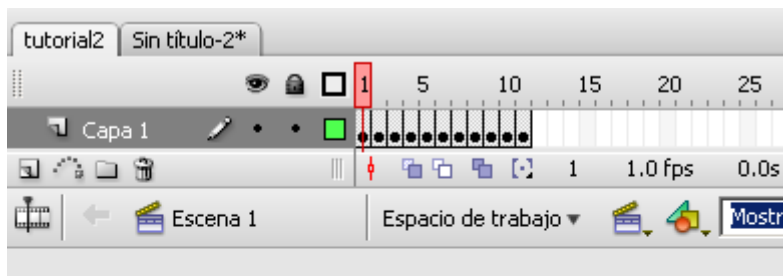 tutorial2 Sin título-2*
1 5 10 15 20 25
Capa 1
1 1.0 fps 0.0s
Escena 1 Espacio de trabajo Mostr